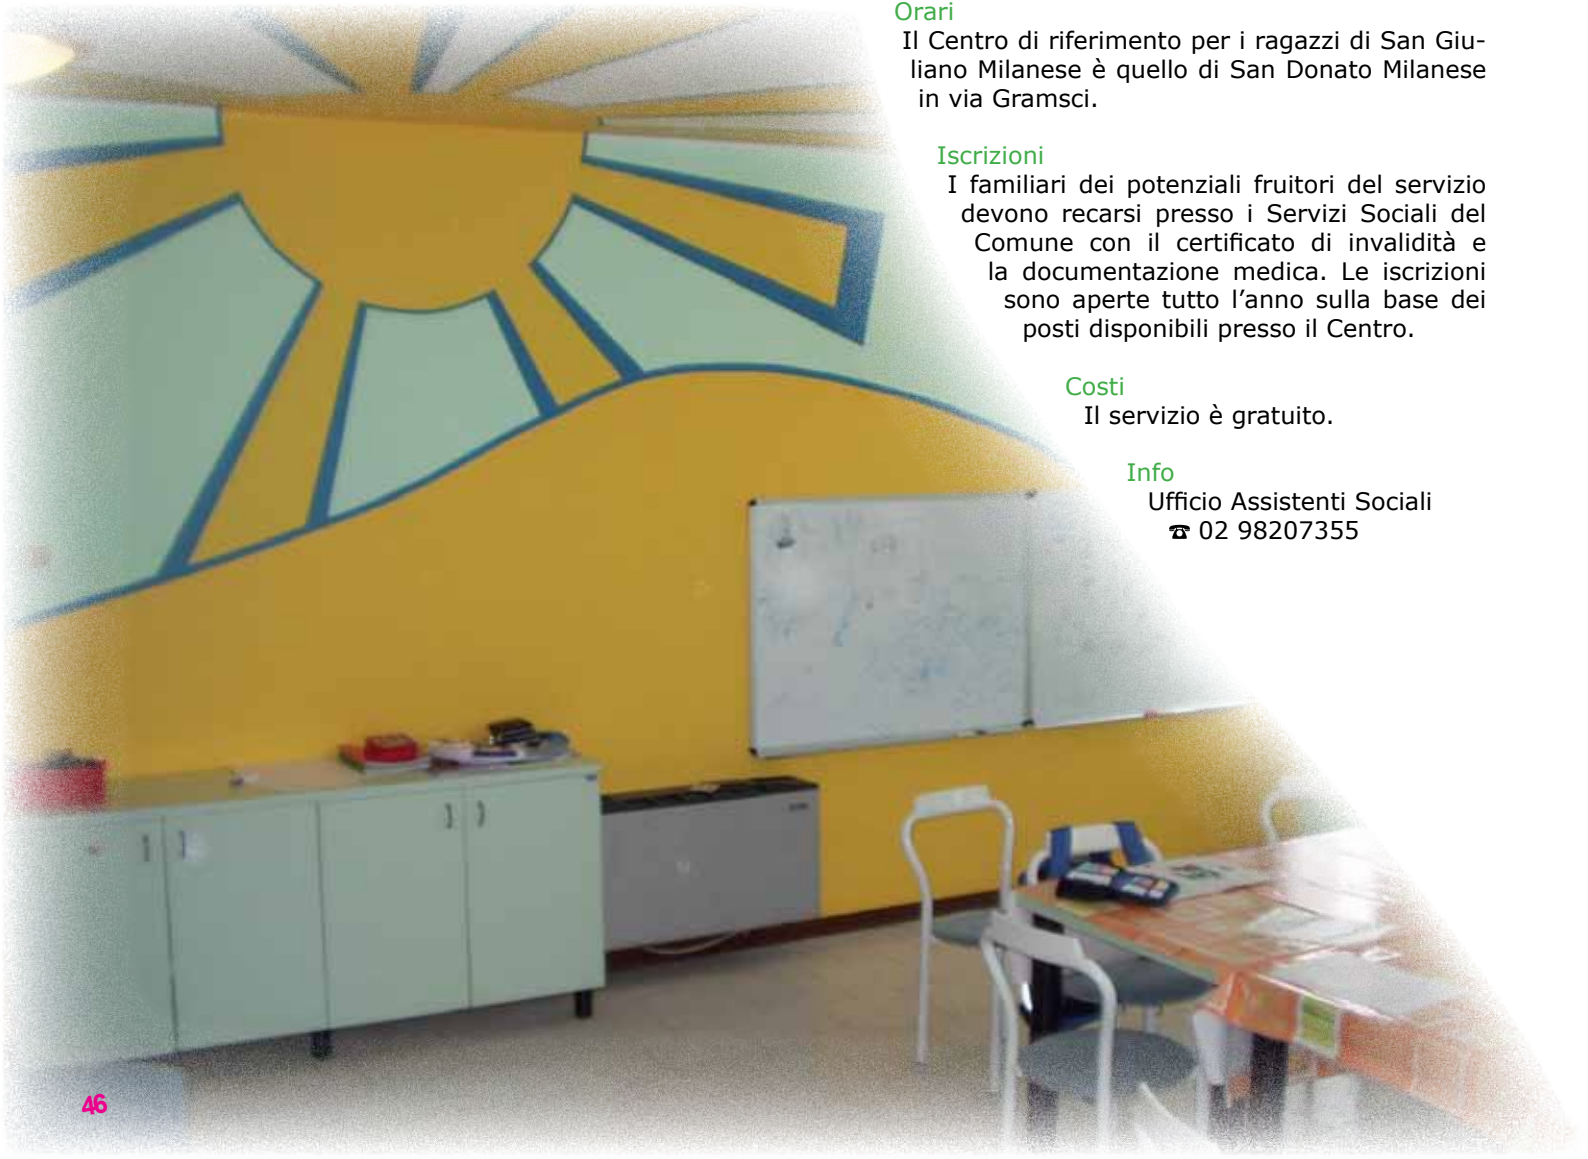 Orari
Il Centro di riferimento per i ragazzi di San Giu-
liano Milanese è quello di San Donato Milanese
in via Gramsci.
Iscrizioni
I familiari dei potenziali fruitori del servizio
devono recarsi presso i Servizi Sociali del
Comune con il certificato di invalidità e
la documentazione medica. Le iscrizioni
sono aperte tutto l’anno sulla base dei
posti disponibili presso il Centro.
Costi
Il servizio è gratuito.
Info
Ufficio Assistenti Sociali
☎ 02 98207355
46